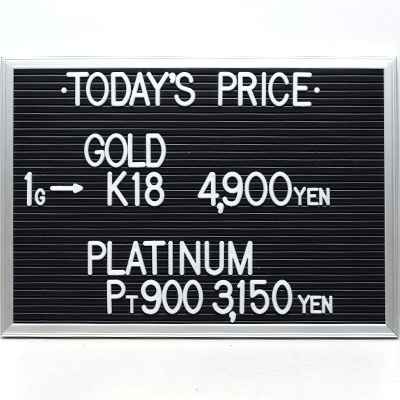 ·TODAY'S PRICE·
GOLD
1G→ K18 4,900YEN
PLATINUM
PT900 3,150YEN